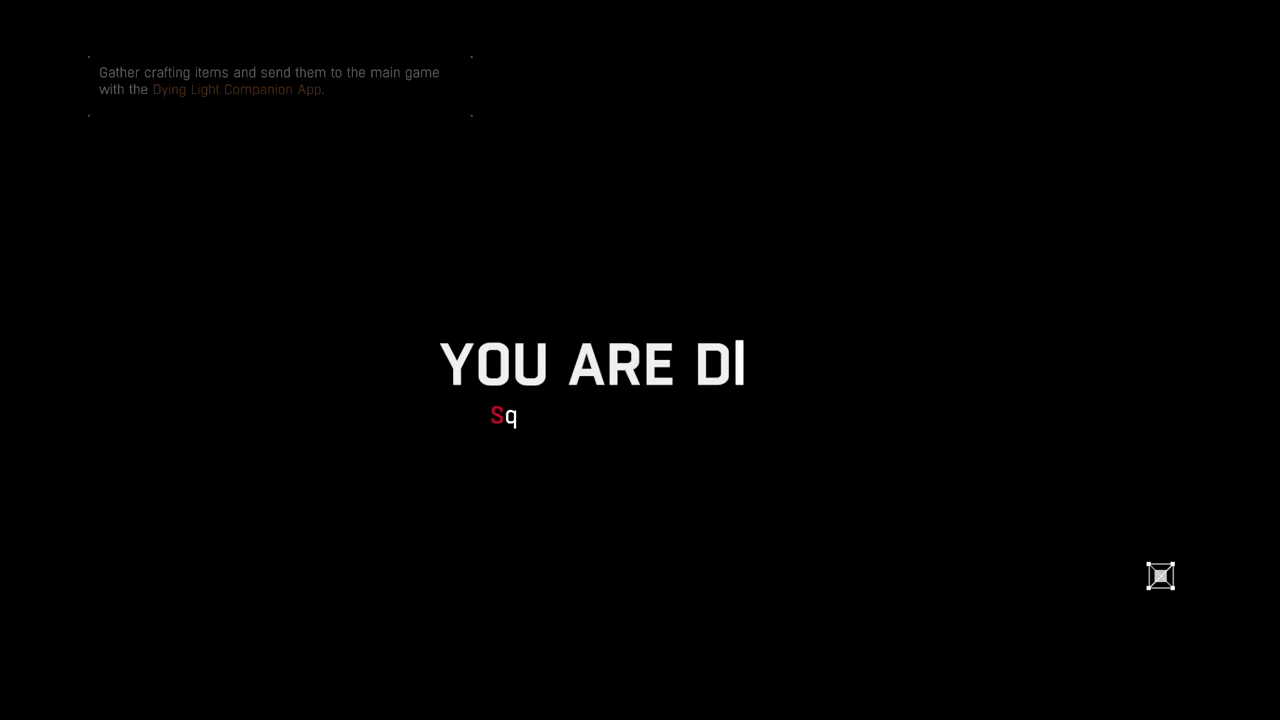 Gather crafting items and send them to the main game
with the Dying Light Companion App.
YOU ARE DI
Sq